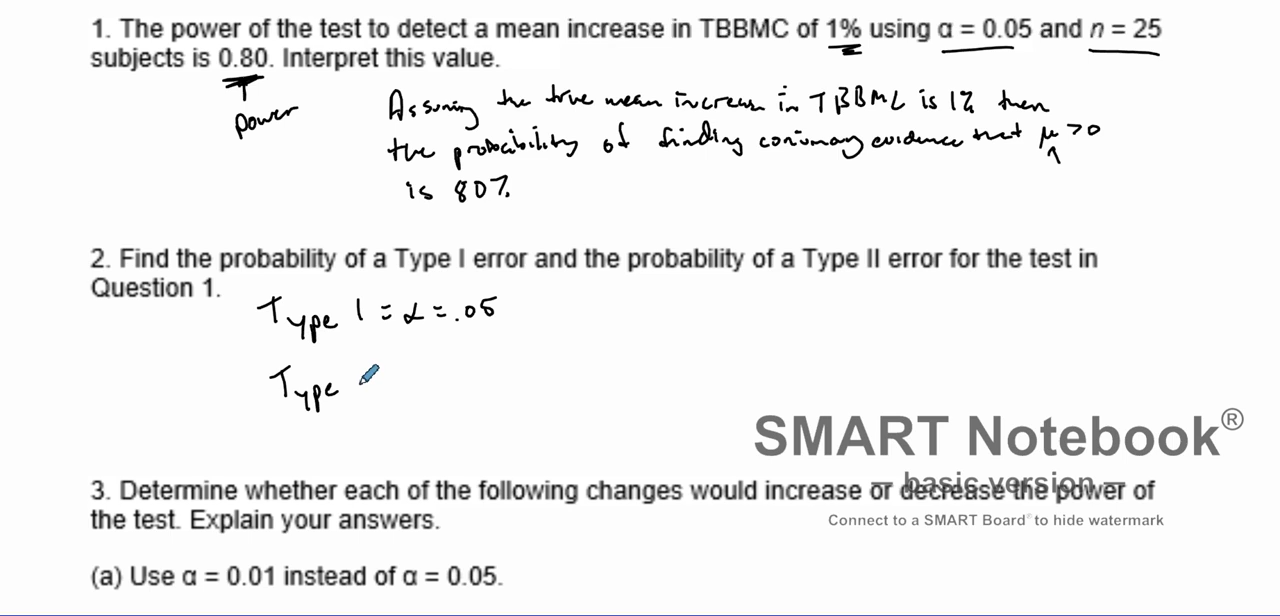 1. The power of the test to detect a mean increase in TBBMC of 1% using α = 0.05 and n = 25
subjects is 0.80. Interpret this value.
power
Assuming the true mean increase in TBBMC is 1% then
the probability of finding convincing evidence that μ > 0
is 80%
2. Find the probability of a Type I error and the probability of a Type II error for the test in
Question 1.
Type 1 = α = .05
Type
SMART Notebook®
basic version
3. Determine whether each of the following changes would increase or decrease the power of
the test. Explain your answers.
Connect to a SMART Board® to hide watermark
(a) Use α = 0.01 instead of α = 0.05.